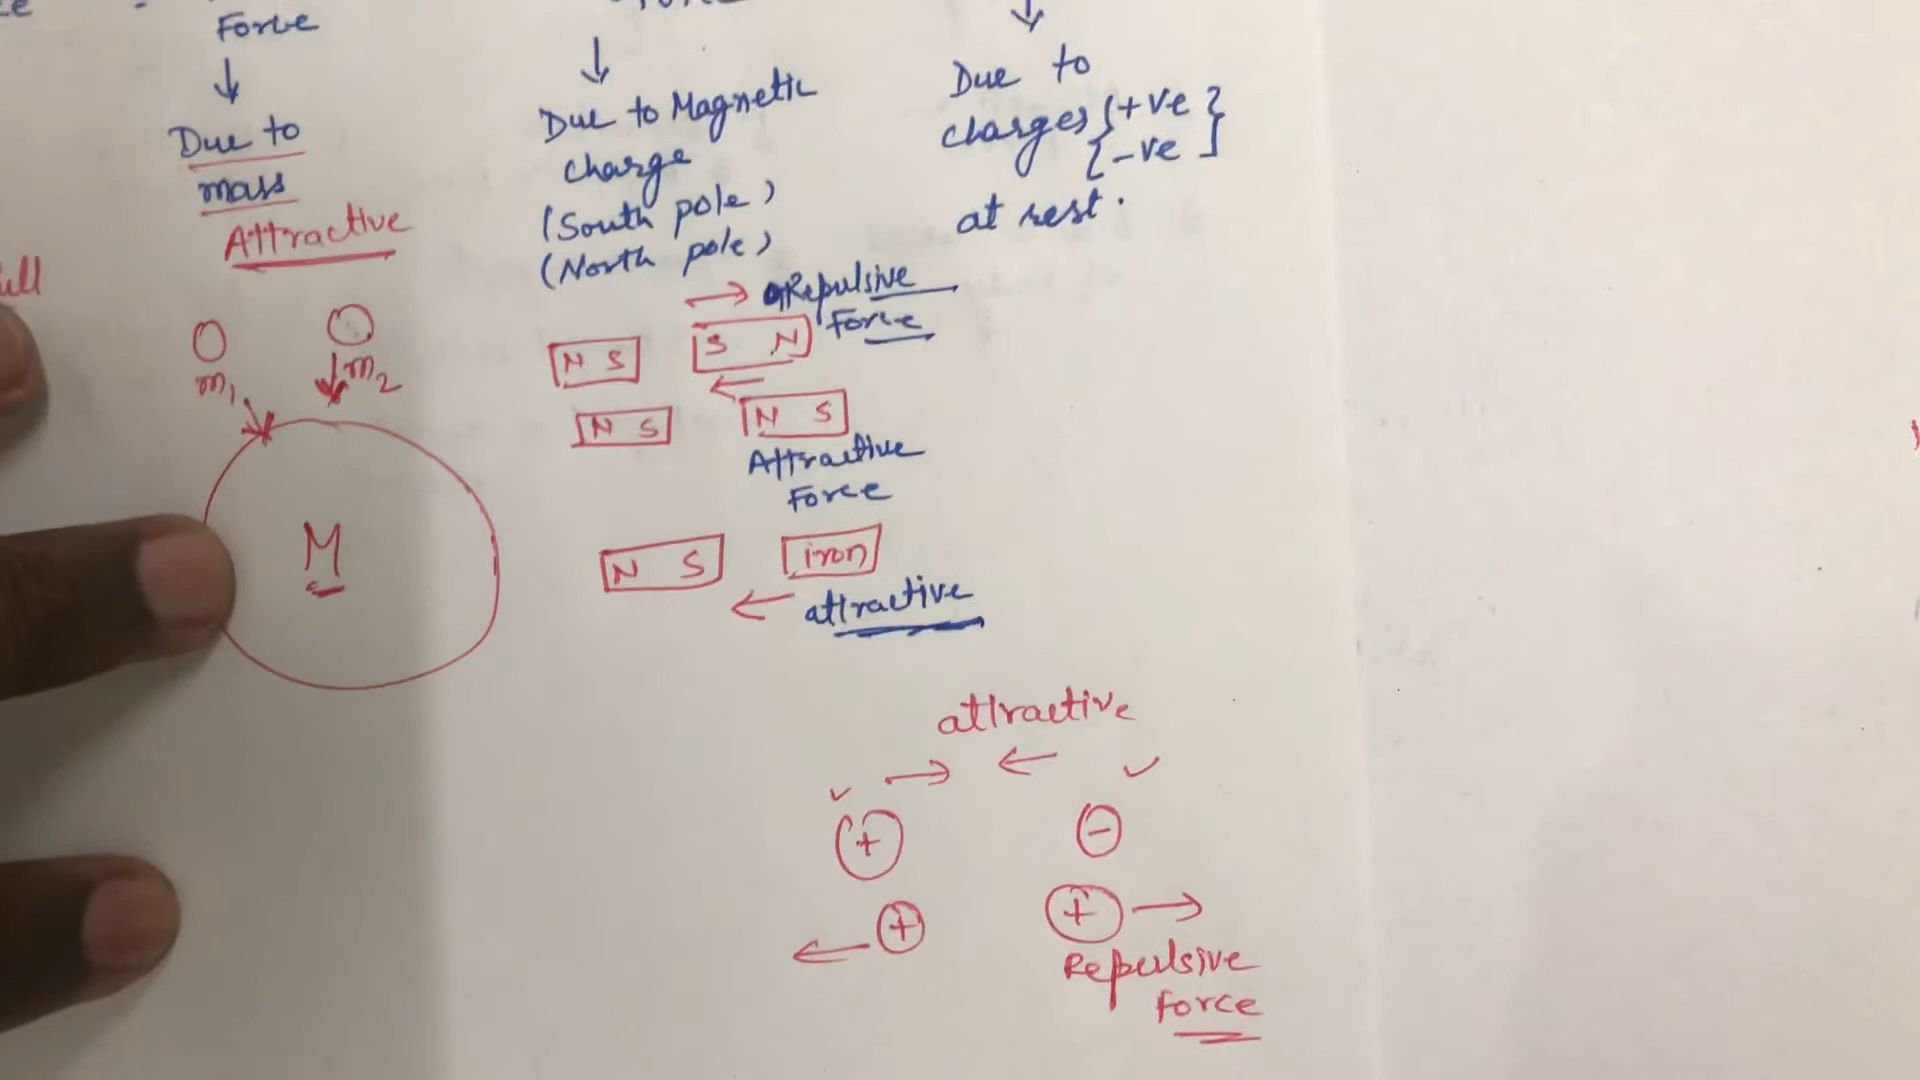 Force
↓
Due to
mass
Attractive
m₁
m₂
M
↓
Due to Magnetic
charge
(South pole)
(North pole)
→ Repulsive
Force
N S
S N
←
N S
N S
Attractive
Force
N S
iron
← attractive
↓
Due to
charges {+ve }
{-ve ]
at rest.
attractive
→ ←
+
-
← +
+ →
Repulsive
force